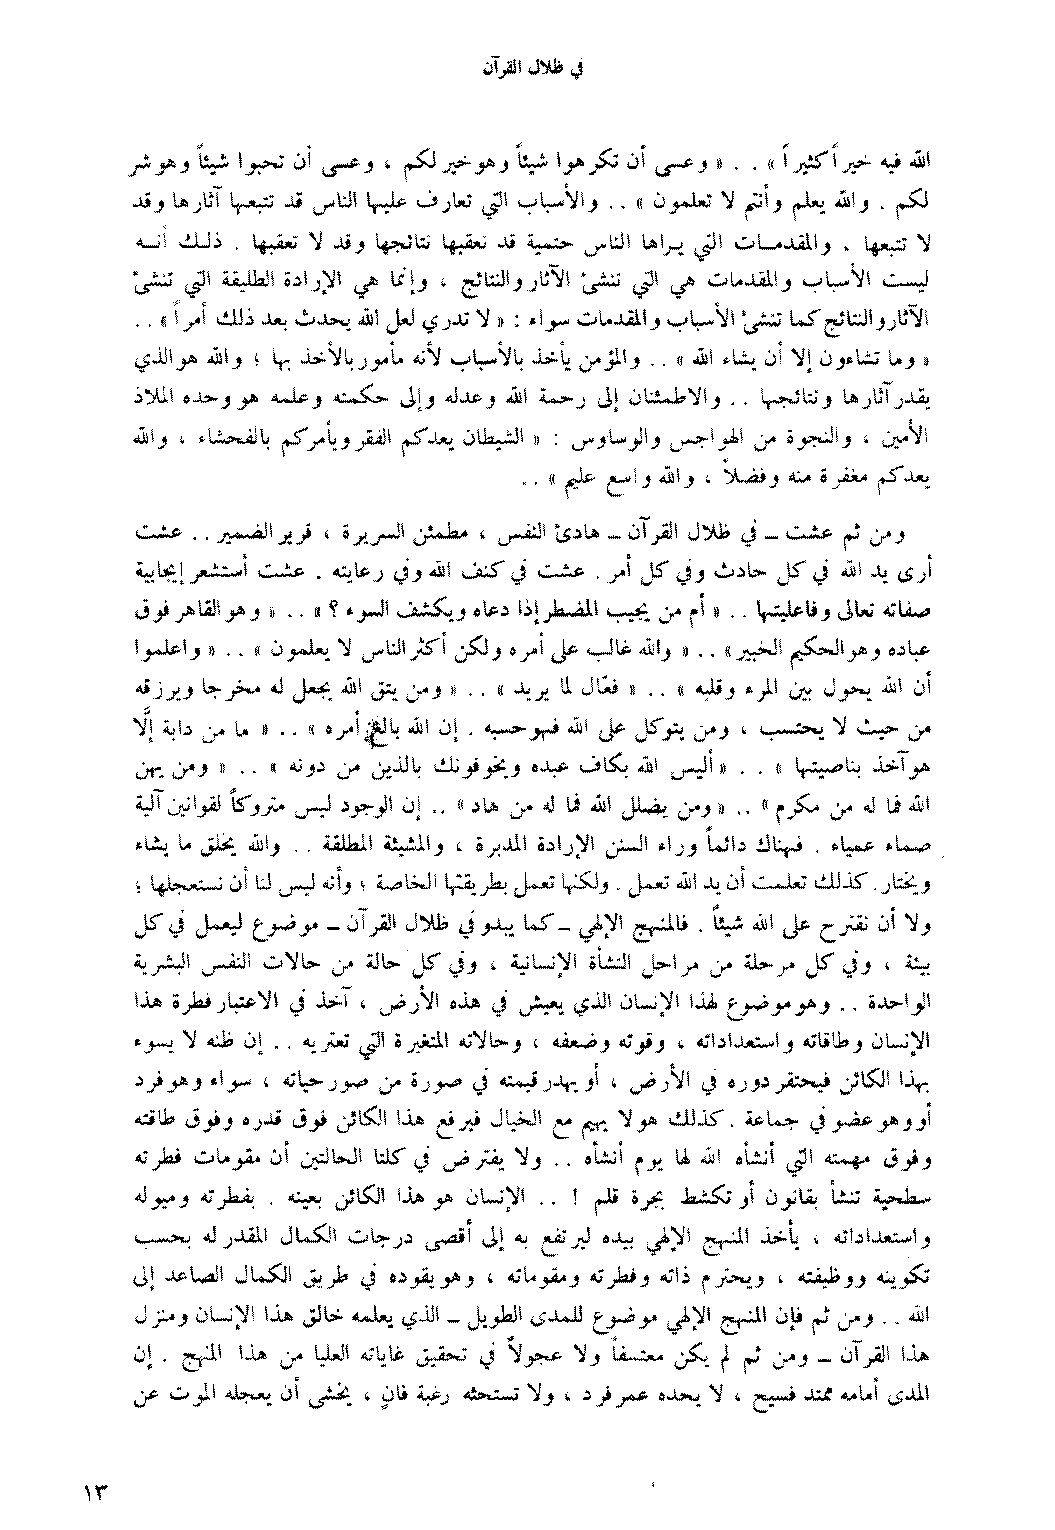 في ظلال القرآن
الله فيه خيراً كثيراً » . . « وعسى أن تكرهوا شيئاً وهو خير لكم ، وعسى أن تحبوا شيئاً وهو شر
لكم . والله يعلم وأنتم لا تعلمون » .. والأسباب التي تعارف عليها الناس قد تتبعها آثارها وقد
لا تتبعها ، والمقدمات التي يراها الناس حتمية قد تعقبها نتائجها وقد لا تعقبها . ذلك أنه
ليست الأسباب والمقدمات هي التي تنشئ الآثار والنتائج ، وإنما هي الإرادة الطليقة التي تنشئ
الآثار والنتائج كما تنشئ الأسباب والمقدمات سواء : « لا تدري لعل الله يحدث بعد ذلك أمراً » ..
« وما تشاءون إلا أن يشاء الله » .. والمؤمن يأخذ بالأسباب لأنه مأمور بالأخذ بها ؛ والله هو الذي
يقدر آثارها ونتائجها .. والاطمئنان إلى رحمة الله وعدله وإلى حكمته وعلمه هو وحده الملاذ
الأمين ، والنجوة من الهواجس والوساوس : « الشيطان يعدكم الفقر ويأمركم بالفحشاء ، والله
يعدكم مغفرة منه وفضلاً ، والله واسع عليم » ..
ومن ثم عشت – في ظلال القرآن – هادئ النفس ، مطمئن السريرة ، قرير الضمير .. عشت
أرى يد الله في كل حادث وفي كل أمر . عشت في كنف الله وفي رعايته . عشت أستشعر إيجابية
صفاته تعالى وفاعليتها .. « أم من يجيب المضطر إذا دعاه ويكشف السوء ؟ » .. « وهو القاهر فوق
عباده وهو الحكيم الخبير» .. « والله غالب على أمره ولكن أكثر الناس لا يعلمون » .. « واعلموا
أن الله يحول بين المرء وقلبه » .. « فعّال لما يريد » .. « ومن يتق الله يجعل له مخرجا ويرزقه
من حيث لا يحتسب ، ومن يتوكل على الله فهو حسبه . إن الله بالغ أمره » .. « ما من دابة إلّا
هو آخذ بناصيتها » . . « أليس الله بكاف عبده ويخوفونك بالذين من دونه » .. « ومن يهن
الله فما له من مكرم » .. « ومن يضلل الله فما له من هاد » .. إن الوجود ليس متروكاً لقوانين آلية
صماء عمياء . فهناك دائماً وراء السنن الإرادة المدبرة ، والمشيئة المطلقة .. والله يخلق ما يشاء
ويختار. كذلك تعلمت أن يد الله تعمل . ولكنها تعمل بطريقتها الخاصة ؛ وأنه ليس لنا أن نستعجلها ؛
ولا أن نقترح على الله شيئاً . فالمنهج الإلهي – كما يبدو في ظلال القرآن – موضوع ليعمل في كل
بيئة ، وفي كل مرحلة من مراحل النشأة الإنسانية ، وفي كل حالة من حالات النفس البشرية
الواحدة .. وهو موضوع لهذا الإنسان الذي يعيش في هذه الأرض ، آخذ في الاعتبار فطرة هذا
الإنسان وطاقاته واستعداداته ، وقوته وضعفه ، وحالاته المتغيرة التي تعتريه .. إن ظنه لا يسوء
بهذا الكائن فيحتقر دوره في الأرض ، أو يهدر قيمته في صورة من صور حياته ، سواء وهو فرد
أو وهو عضو في جماعة . كذلك هو لا يهيم مع الخيال فيرفع هذا الكائن فوق قدره وفوق طاقته
وفوق مهمته التي أنشأه الله لها يوم أنشأه .. ولا يفترض في كلتا الحالتين أن مقومات فطرته
سطحية تنشأ بقانون أو تكشط بجرة قلم ! .. الإنسان هو هذا الكائن بعينه . بفطرته وميوله
واستعداداته ، يأخذ المنهج الإلهي بيده ليرتفع به إلى أقصى درجات الكمال المقدر له بحسب
تكوينه ووظيفته ، ويحترم ذاته وفطرته ومقوماته ، وهو يقوده في طريق الكمال الصاعد إلى
الله .. ومن ثم فإن المنهج الإلهي موضوع للمدى الطويل – الذي يعلمه خالق هذا الإنسان ومنزل
هذا القرآن – ومن ثم لم يكن معتسفاً ولا عجولاً في تحقيق غاياته العليا من هذا المنهج . إن
المدى أمامه ممتد فسيح ، لا يحده عمر فرد ، ولا تستحثه رغبة فانٍ ، يخشى أن يعجله الموت عن
١٣